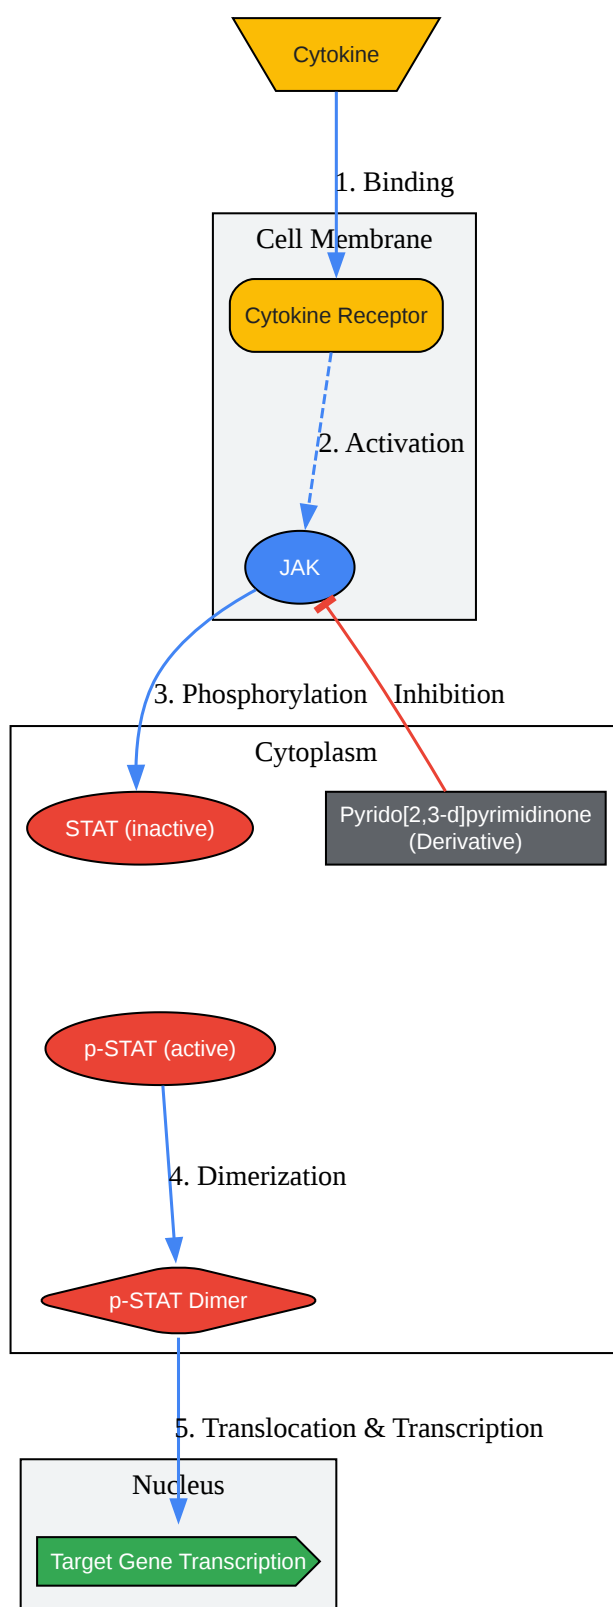 Cytokine
1. Binding
Cell Membrane
Cytokine Receptor
2. Activation
JAK
3. Phosphorylation
Inhibition
Cytoplasm
STAT (inactive)
Pyrido[2,3-d]pyrimidinone
(Derivative)
p-STAT (active)
4. Dimerization
p-STAT Dimer
5. Translocation & Transcription
Nucleus
Target Gene Transcription